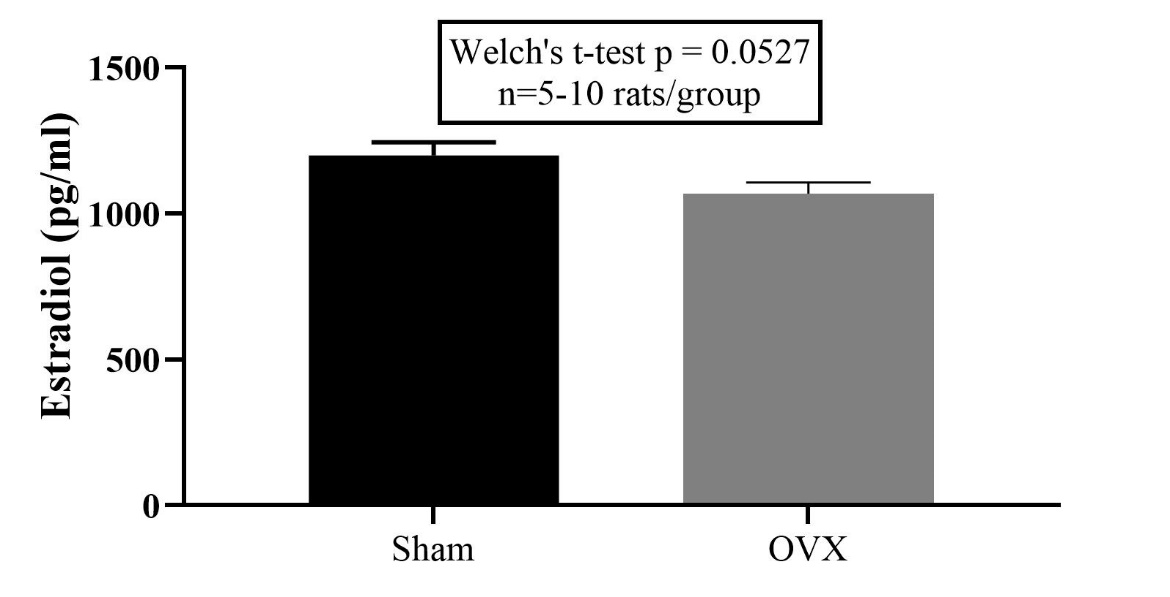 Welch's t-test p = 0.0527
n=5-10 rats/group
Estradiol (pg/ml)
1500
1000
500
0
Sham
OVX